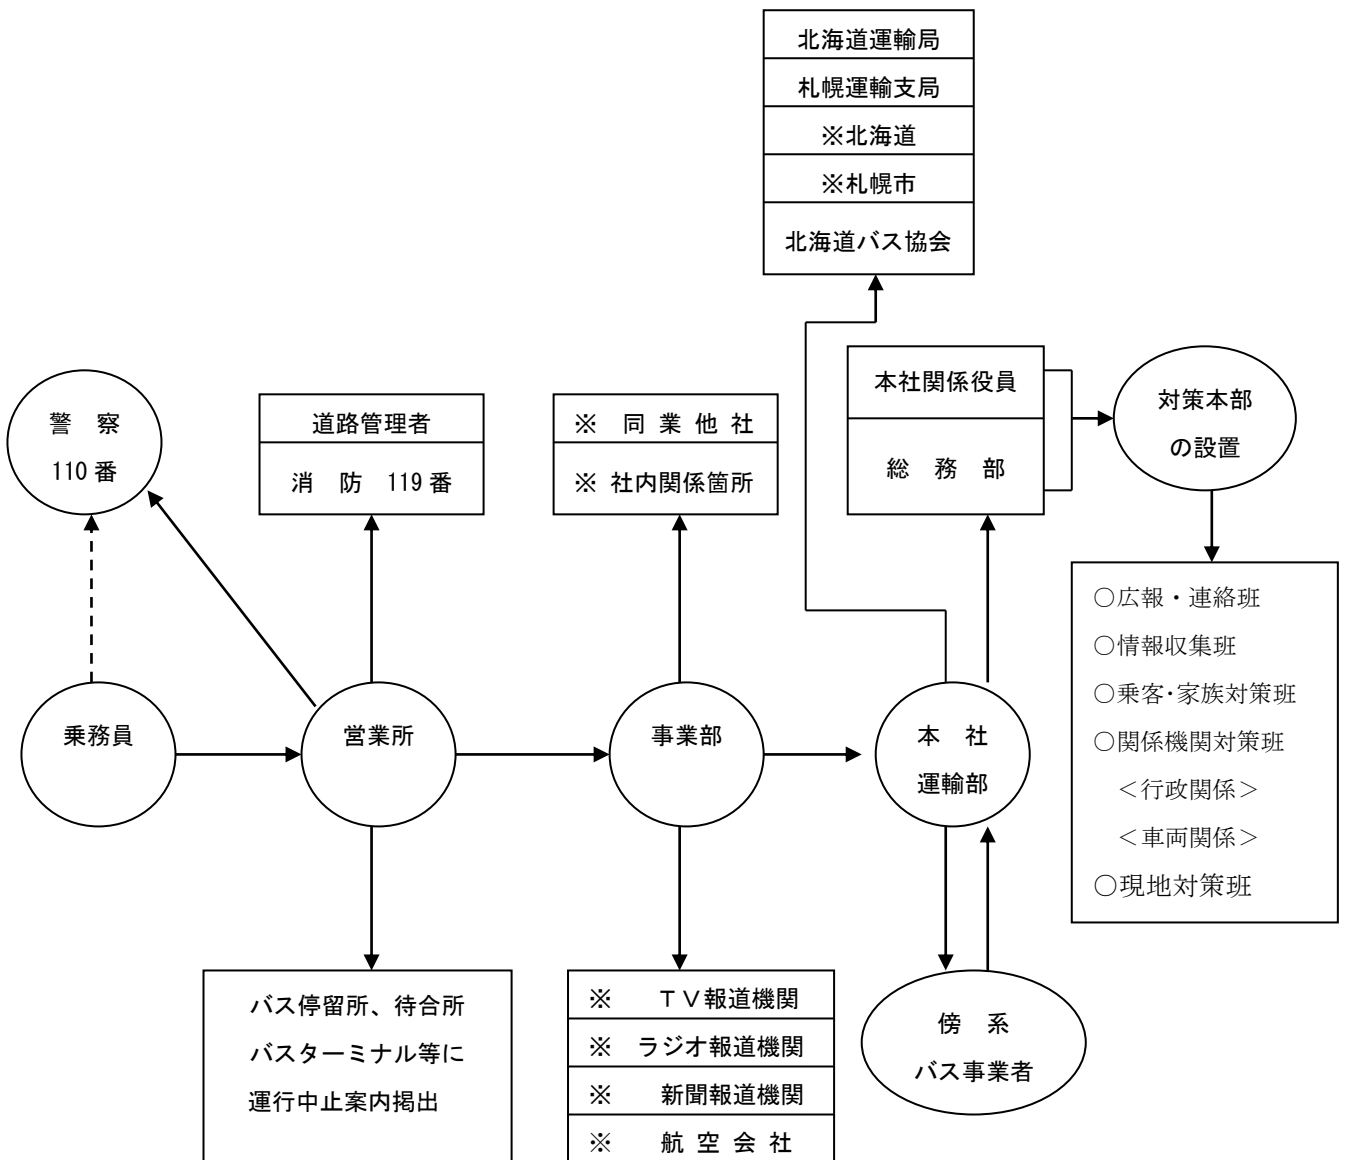 北海道運輸局
札幌運輸支局
※北海道
※札幌市
北海道バス協会
本社関係役員
総 務 部
対策本部
の設置
警 察
110 番
道路管理者
消 防 119 番
※ 同 業 他 社
※ 社内関係箇所
○広報・連絡班
○情報収集班
○乗客・家族対策班
○関係機関対策班
＜行政関係＞
＜車両関係＞
○現地対策班
乗務員
営業所
事業部
本 社
運輸部
バス停留所、待合所
バスターミナル等に
運行中止案内掲出
※ ＴＶ報道機関
※ ラジオ報道機関
※ 新聞報道機関
※ 航 空 会 社
傍 系
バス事業者